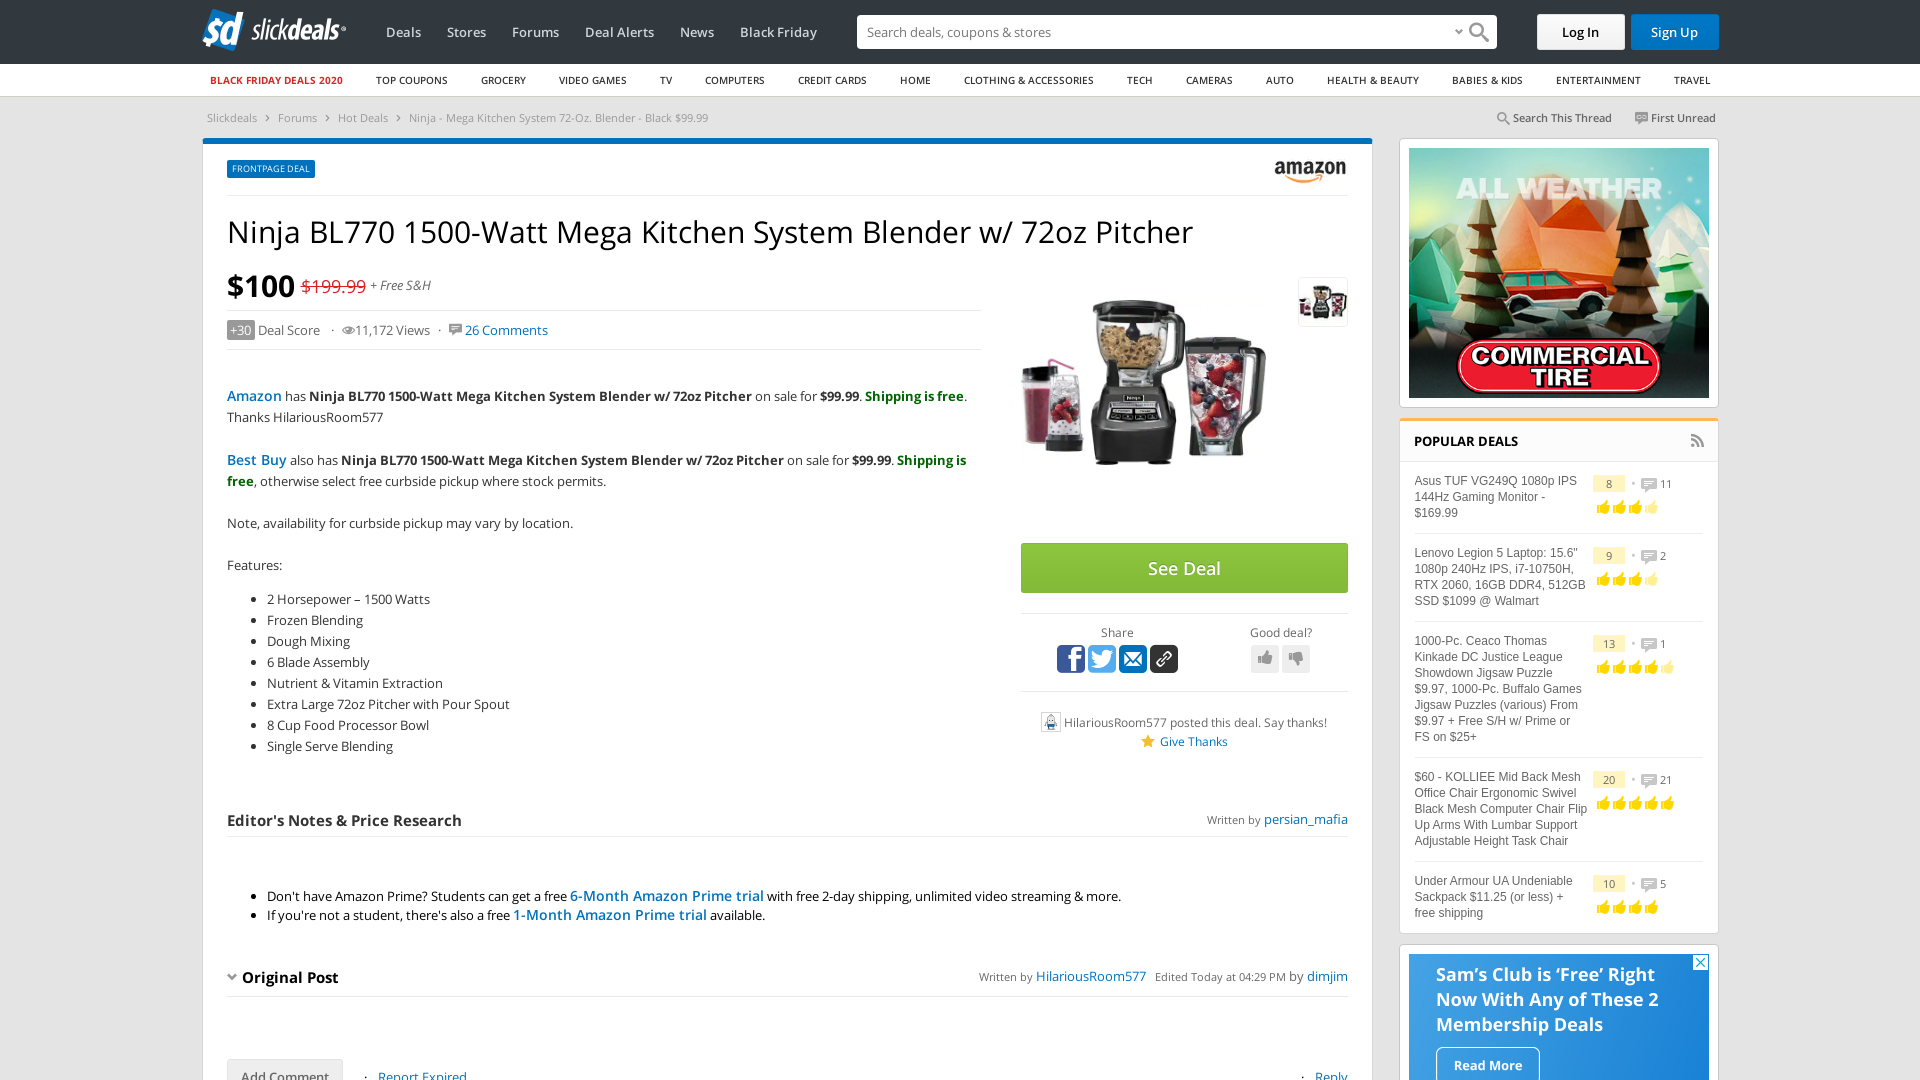 slickdeals
Deals
Stores
Forums
Deal Alerts
News
Black Friday
Search deals, coupons & shopping
Log In
Sign Up
BLACK FRIDAY DEALS 2020
TOP COUPONS
GROCERY
VIDEO GAMES
TV
COMPUTERS
CREDIT CARDS
HOME
CLOTHING & ACCESSORIES
TECH
CAMERAS
AUTO
HEALTH & BEAUTY
BABIES & KIDS
ENTERTAINMENT
TRAVEL
Slickdeals > Forums > Hot Deals > Ninja - Mega Kitchen System 72-Oz. Blender - Black $99.99
Search This Thread
First Unread
FRONTPAGE DEAL
amazon
Ninja BL770 1500-Watt Mega Kitchen System Blender w/ 72oz Pitcher
$100 $199.99 + Free S&H
+30 Deal Score · 11,172 Views · 26 Comments
Amazon has Ninja BL770 1500-Watt Mega Kitchen System Blender w/ 72oz Pitcher on sale for $99.99. Shipping is free.
Thanks HilariousRoom577
Best Buy also has Ninja BL770 1500-Watt Mega Kitchen System Blender w/ 72oz Pitcher on sale for $99.99. Shipping is
free, otherwise select free curbside pickup where stock permits.
Note, availability for curbside pickup may vary by location.
Features:
• 2 Horsepower – 1500 Watts
• Frozen Blending
• Dough Mixing
• 6 Blade Assembly
• Nutrient & Vitamin Extraction
• Extra Large 72oz Pitcher with Pour Spout
• 8 Cup Food Processor Bowl
• Single Serve Blending
See Deal
Share
Good deal?
HilariousRoom577 posted this deal. Say thanks!
Give Thanks
Editor's Notes & Price Research
Written by persian_mafia
• Don't have Amazon Prime? Students can get a free 6-Month Amazon Prime trial with free 2-day shipping, unlimited video streaming & more.
• If you're not a student, there's also a free 1-Month Amazon Prime trial available.
Original Post
Written by HilariousRoom577 Edited Today at 04:29 PM by dimjim
Add Comment
· Report Expired
· Reply
ALL WEATHER
COMMERCIAL
TIRE
POPULAR DEALS
Asus TUF VG249Q 1080p IPS
144Hz Gaming Monitor -
$169.99
8 • 11
Lenovo Legion 5 Laptop: 15.6"
1080p 240Hz IPS, i7-10750H,
RTX 2060, 16GB DDR4, 512GB
SSD $1099 @ Walmart
9 • 2
1000-Pc. Ceaco Thomas
Kinkade DC Justice League
Showdown Jigsaw Puzzle
$9.97, 1000-Pc. Buffalo Games
Jigsaw Puzzles (various) From
$9.97 + Free S/H w/ Prime or
FS on $25+
13 • 1
$60 - KOLLIEE Mid Back Mesh
Office Chair Ergonomic Swivel
Black Mesh Computer Chair Flip
Up Arms With Lumbar Support
Adjustable Height Task Chair
20 • 21
Under Armour UA Undeniable
Sackpack $11.25 (or less) +
free shipping
10 • 5
Sam's Club is 'Free' Right
Now With Any of These 2
Membership Deals
Read More